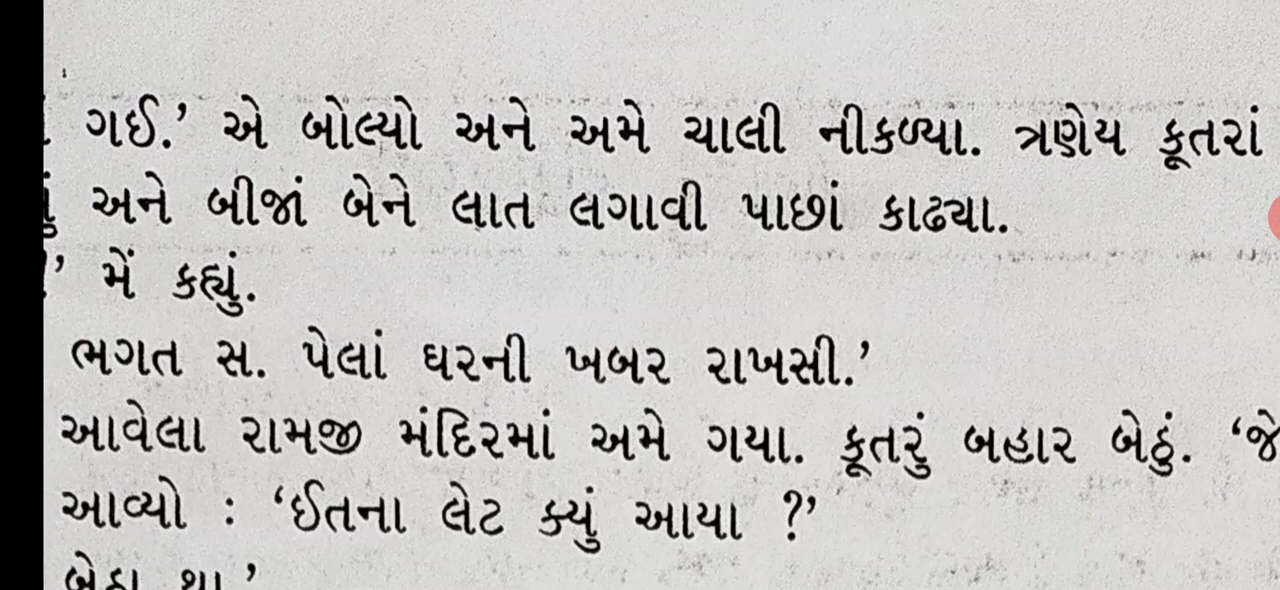 ગઈ.’ એ બોલ્યો અને અમે ચાલી નીકળ્યા. ત્રણેય કૂતરાં
અને બીજાં બેને લાત લગાવી પાછાં કાઢ્યા.
’ મેં કહ્યું.
ભગત સ. પેલાં ઘરની ખબર રાખસી.’
આવેલા રામજી મંદિરમાં અમે ગયા. કૂતરું બહાર બેઠું. ‘જે
આવ્યો : ‘ઈતના લેટ ક્યું આયા ?’